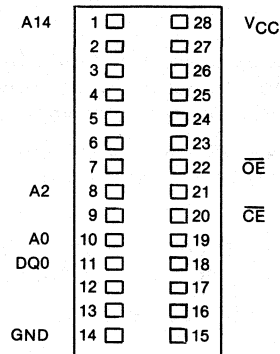 A14 1 28 VCC
2 27
3 26
4 25
5 24
6 23
7 22 OE
A2 8 21
9 20 CE
A0 10 19
DQ0 11 18
12 17
13 16
GND 14 15